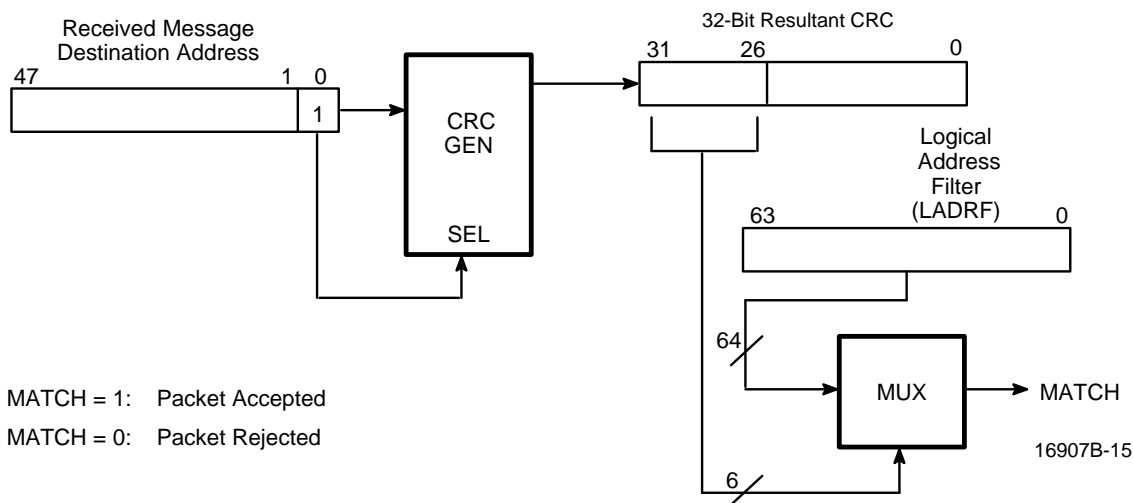 Received Message
Destination Address
47
1 0
1
CRC
GEN
SEL
32-Bit Resultant CRC
31
26
0
Logical
Address
Filter
(LADRF)
63
0
64
MUX
MATCH
6
MATCH = 1: Packet Accepted
MATCH = 0: Packet Rejected
16907B-15